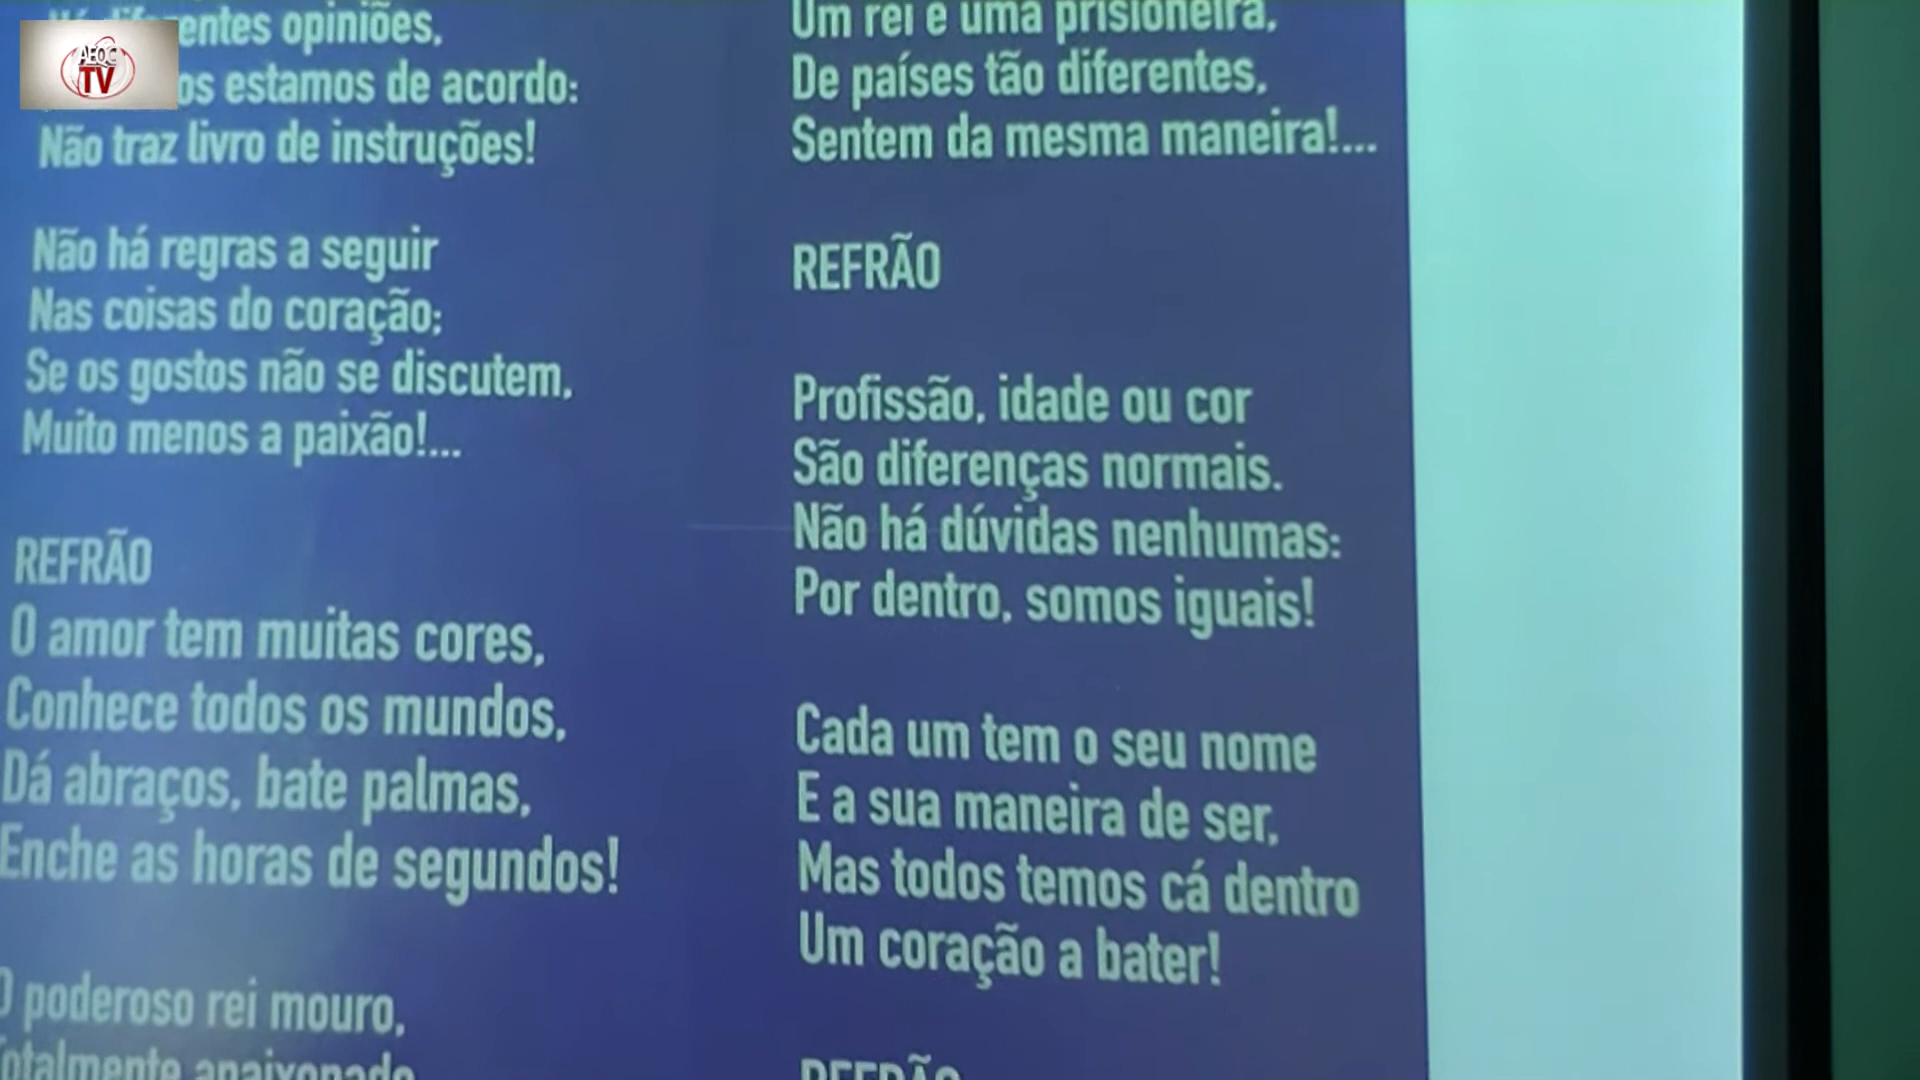 AEQC
TV
diferentes opiniões,
os estamos de acordo:
Não traz livro de instruções!
Não há regras a seguir
Nas coisas do coração;
Se os gostos não se discutem,
Muito menos a paixão!...
REFRÃO
O amor tem muitas cores,
Conhece todos os mundos,
Dá abraços, bate palmas,
Enche as horas de segundos!
O poderoso rei mouro,
Totalmente apaixonado
Um rei e uma prisioneira,
De países tão diferentes,
Sentem da mesma maneira!...
REFRÃO
Profissão, idade ou cor
São diferenças normais.
Não há dúvidas nenhumas:
Por dentro, somos iguais!
Cada um tem o seu nome
E a sua maneira de ser,
Mas todos temos cá dentro
Um coração a bater!
REFRÃO